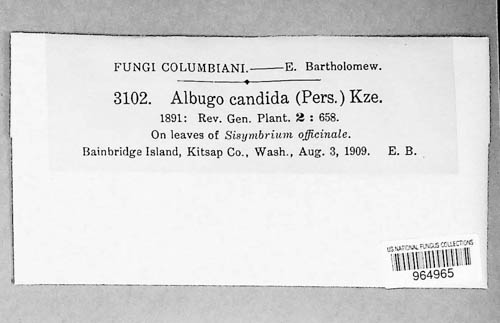 FUNGI COLUMBIANI.—E. Bartholomew.
3102. Albugo candida (Pers.) Kze.
1891: Rev. Gen. Plant. 2 : 658.
On leaves of Sisymbrium officinale.
Bainbridge Island, Kitsap Co., Wash., Aug. 3, 1909. E. B.
US NATIONAL FUNGUS COLLECTIONS
964965